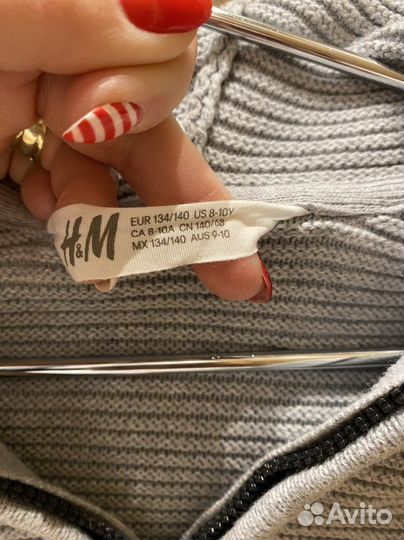 H&M
EUR 134/140 US 8-10Y
CA 8-10A CN 140/68
MX 134/140 AUS 9-10
Avito